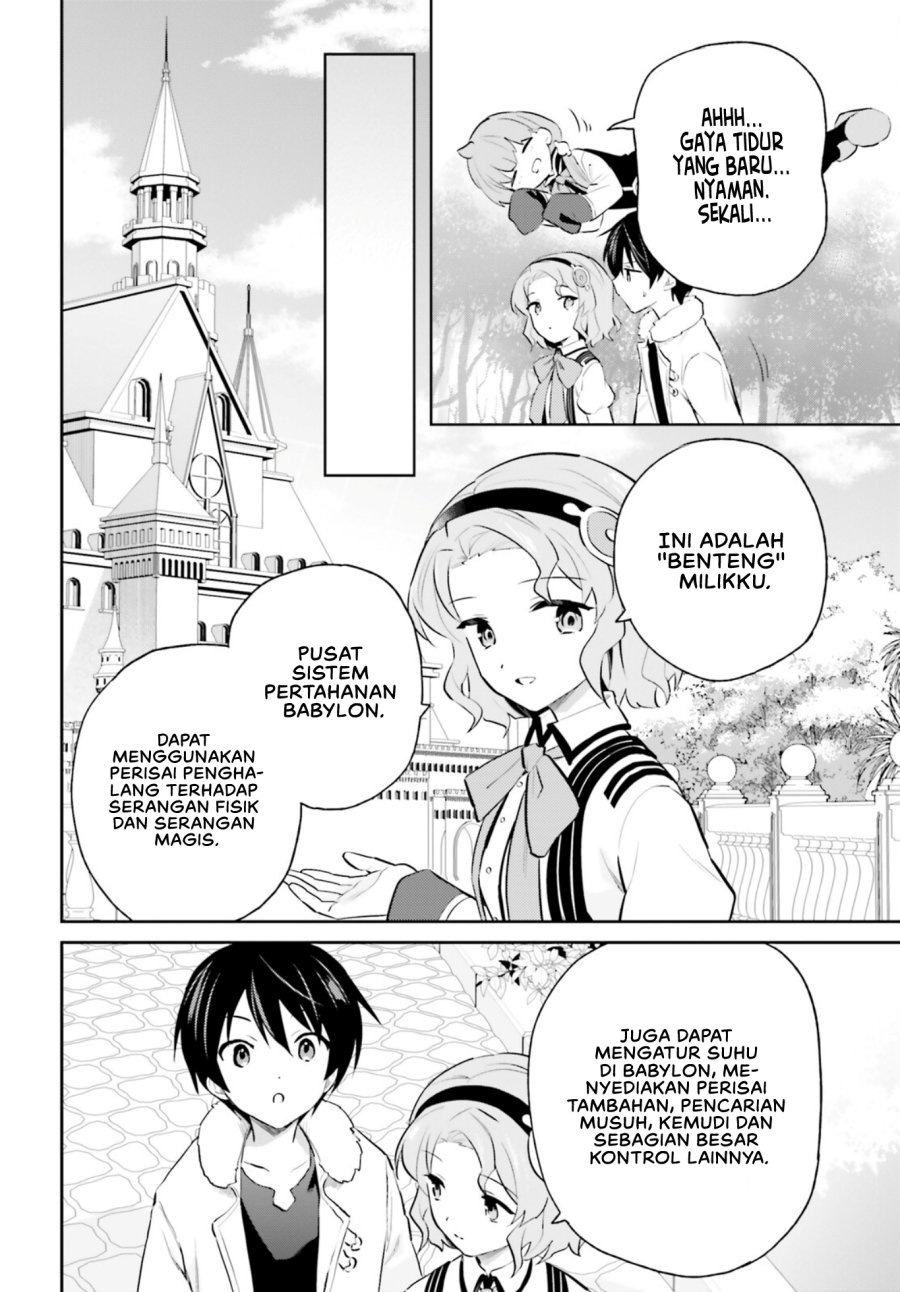 AHHH...
GAYA TIDUR
YANG BARU...
NYAMAN.
SEKALI...
INI ADALAH
"BENTENG"
MILIKKU.
PUSAT
SISTEM
PERTAHANAN
BABYLON.
DAPAT
MENGGUNAKAN
PERISAI PENGHA-
LANG TERHADAP
SERANGAN FISIK
DAN SERANGAN
MAGIS.
JUGA DAPAT
MENGATUR SUHU
DI BABYLON, ME-
NYEDIAKAN PERISAI
TAMBAHAN, PENCARIAN
MUSUH, KEMUDI DAN
SEBAGIAN BESAR
KONTROL LAINNYA.